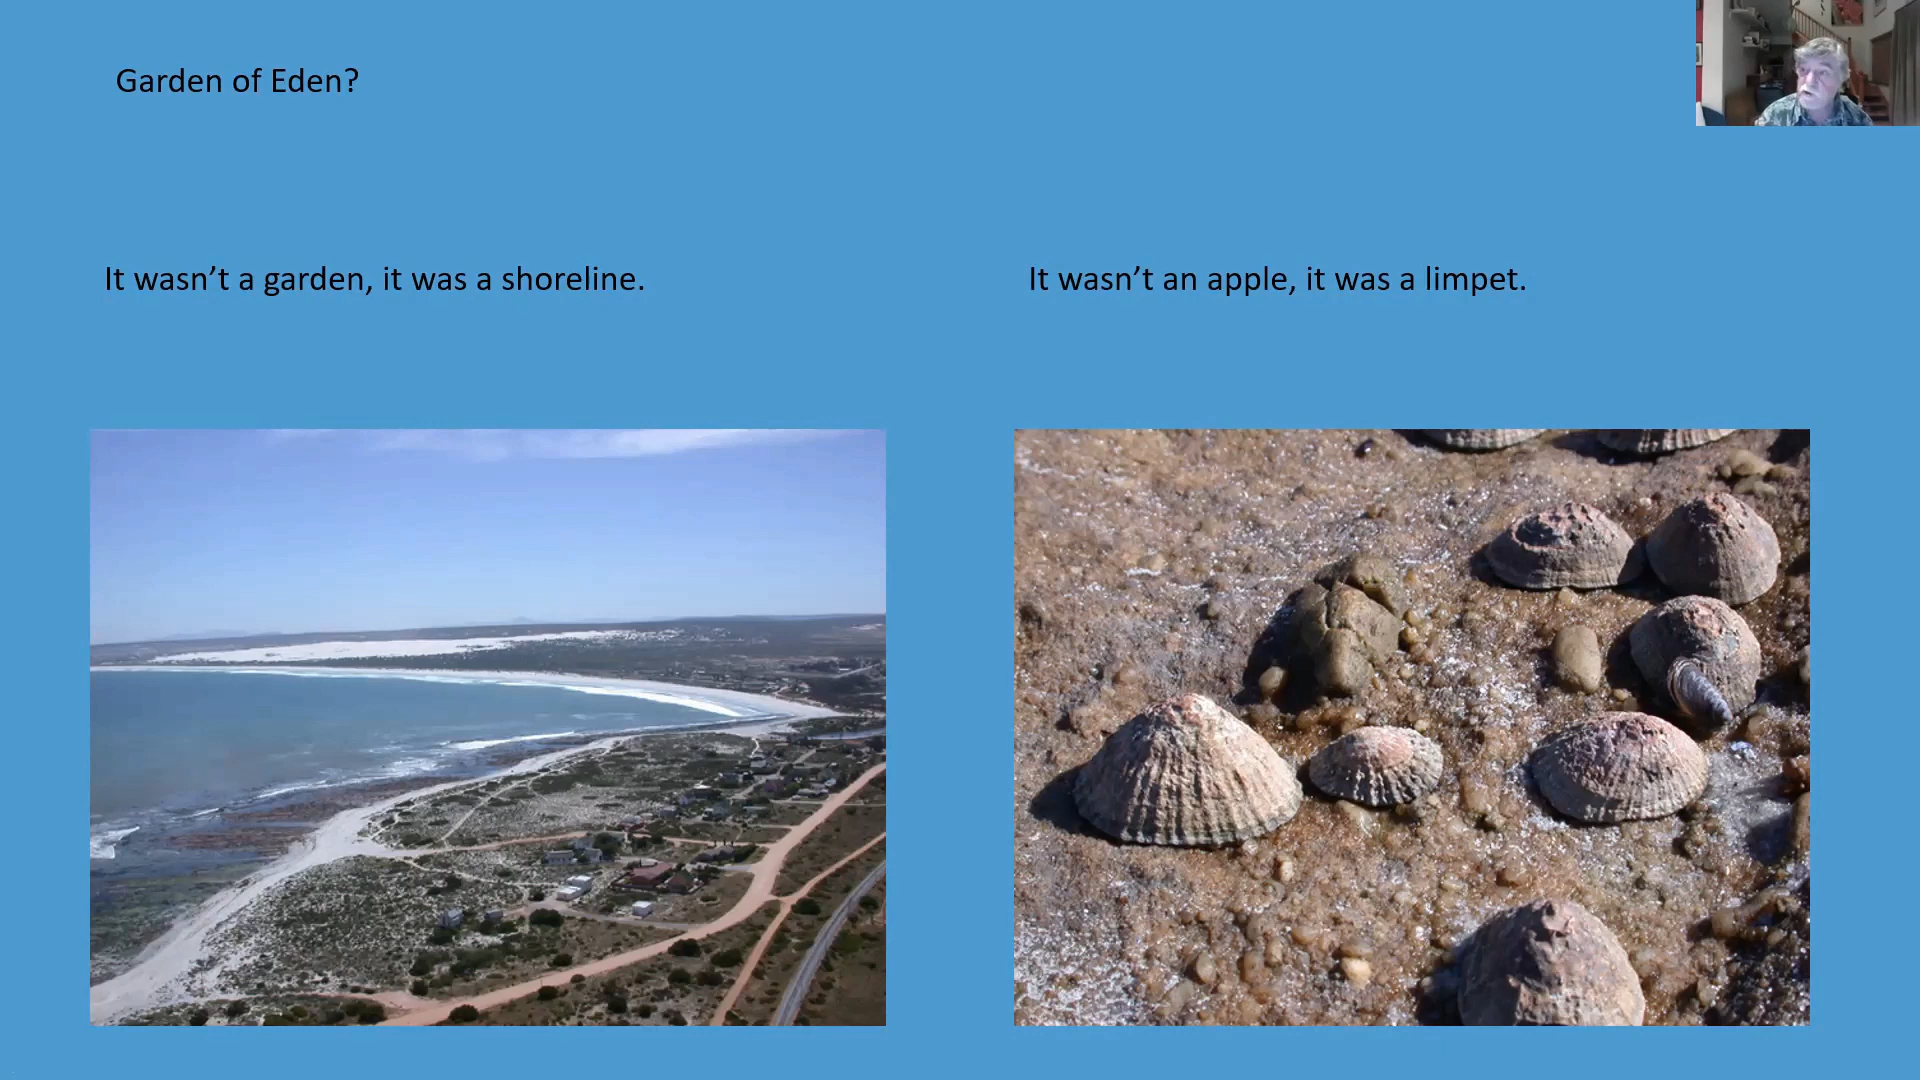 Garden of Eden?
It wasn’t a garden, it was a shoreline.
It wasn’t an apple, it was a limpet.